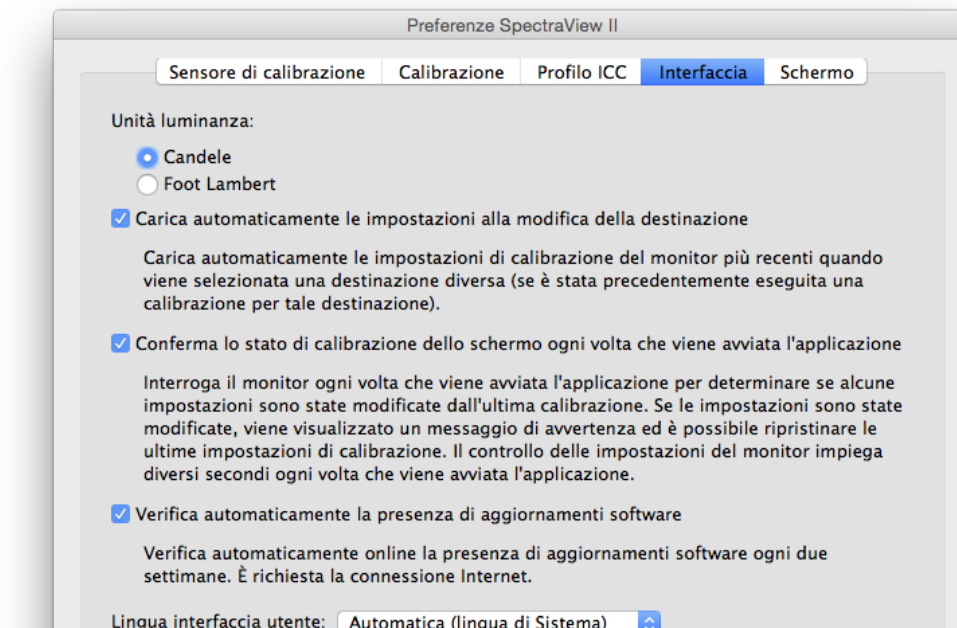 Preferenze SpectraView II
Sensore di calibrazione
Calibrazione
Profilo ICC
Interfaccia
Schermo
Unità luminanza:
Candele
Foot Lambert
Carica automaticamente le impostazioni alla modifica della destinazione
Carica automaticamente le impostazioni di calibrazione del monitor più recenti quando
viene selezionata una destinazione diversa (se è stata precedentemente eseguita una
calibrazione per tale destinazione).
Conferma lo stato di calibrazione dello schermo ogni volta che viene avviata l'applicazione
Interroga il monitor ogni volta che viene avviata l'applicazione per determinare se alcune
impostazioni sono state modificate dall'ultima calibrazione. Se le impostazioni sono state
modificate, viene visualizzato un messaggio di avvertenza ed è possibile ripristinare le
ultime impostazioni di calibrazione. Il controllo delle impostazioni del monitor impiega
diversi secondi ogni volta che viene avviata l'applicazione.
Verifica automaticamente la presenza di aggiornamenti software
Verifica automaticamente online la presenza di aggiornamenti software ogni due
settimane. È richiesta la connessione Internet.
Lingua interfaccia utente: Automatica (lingua di Sistema)